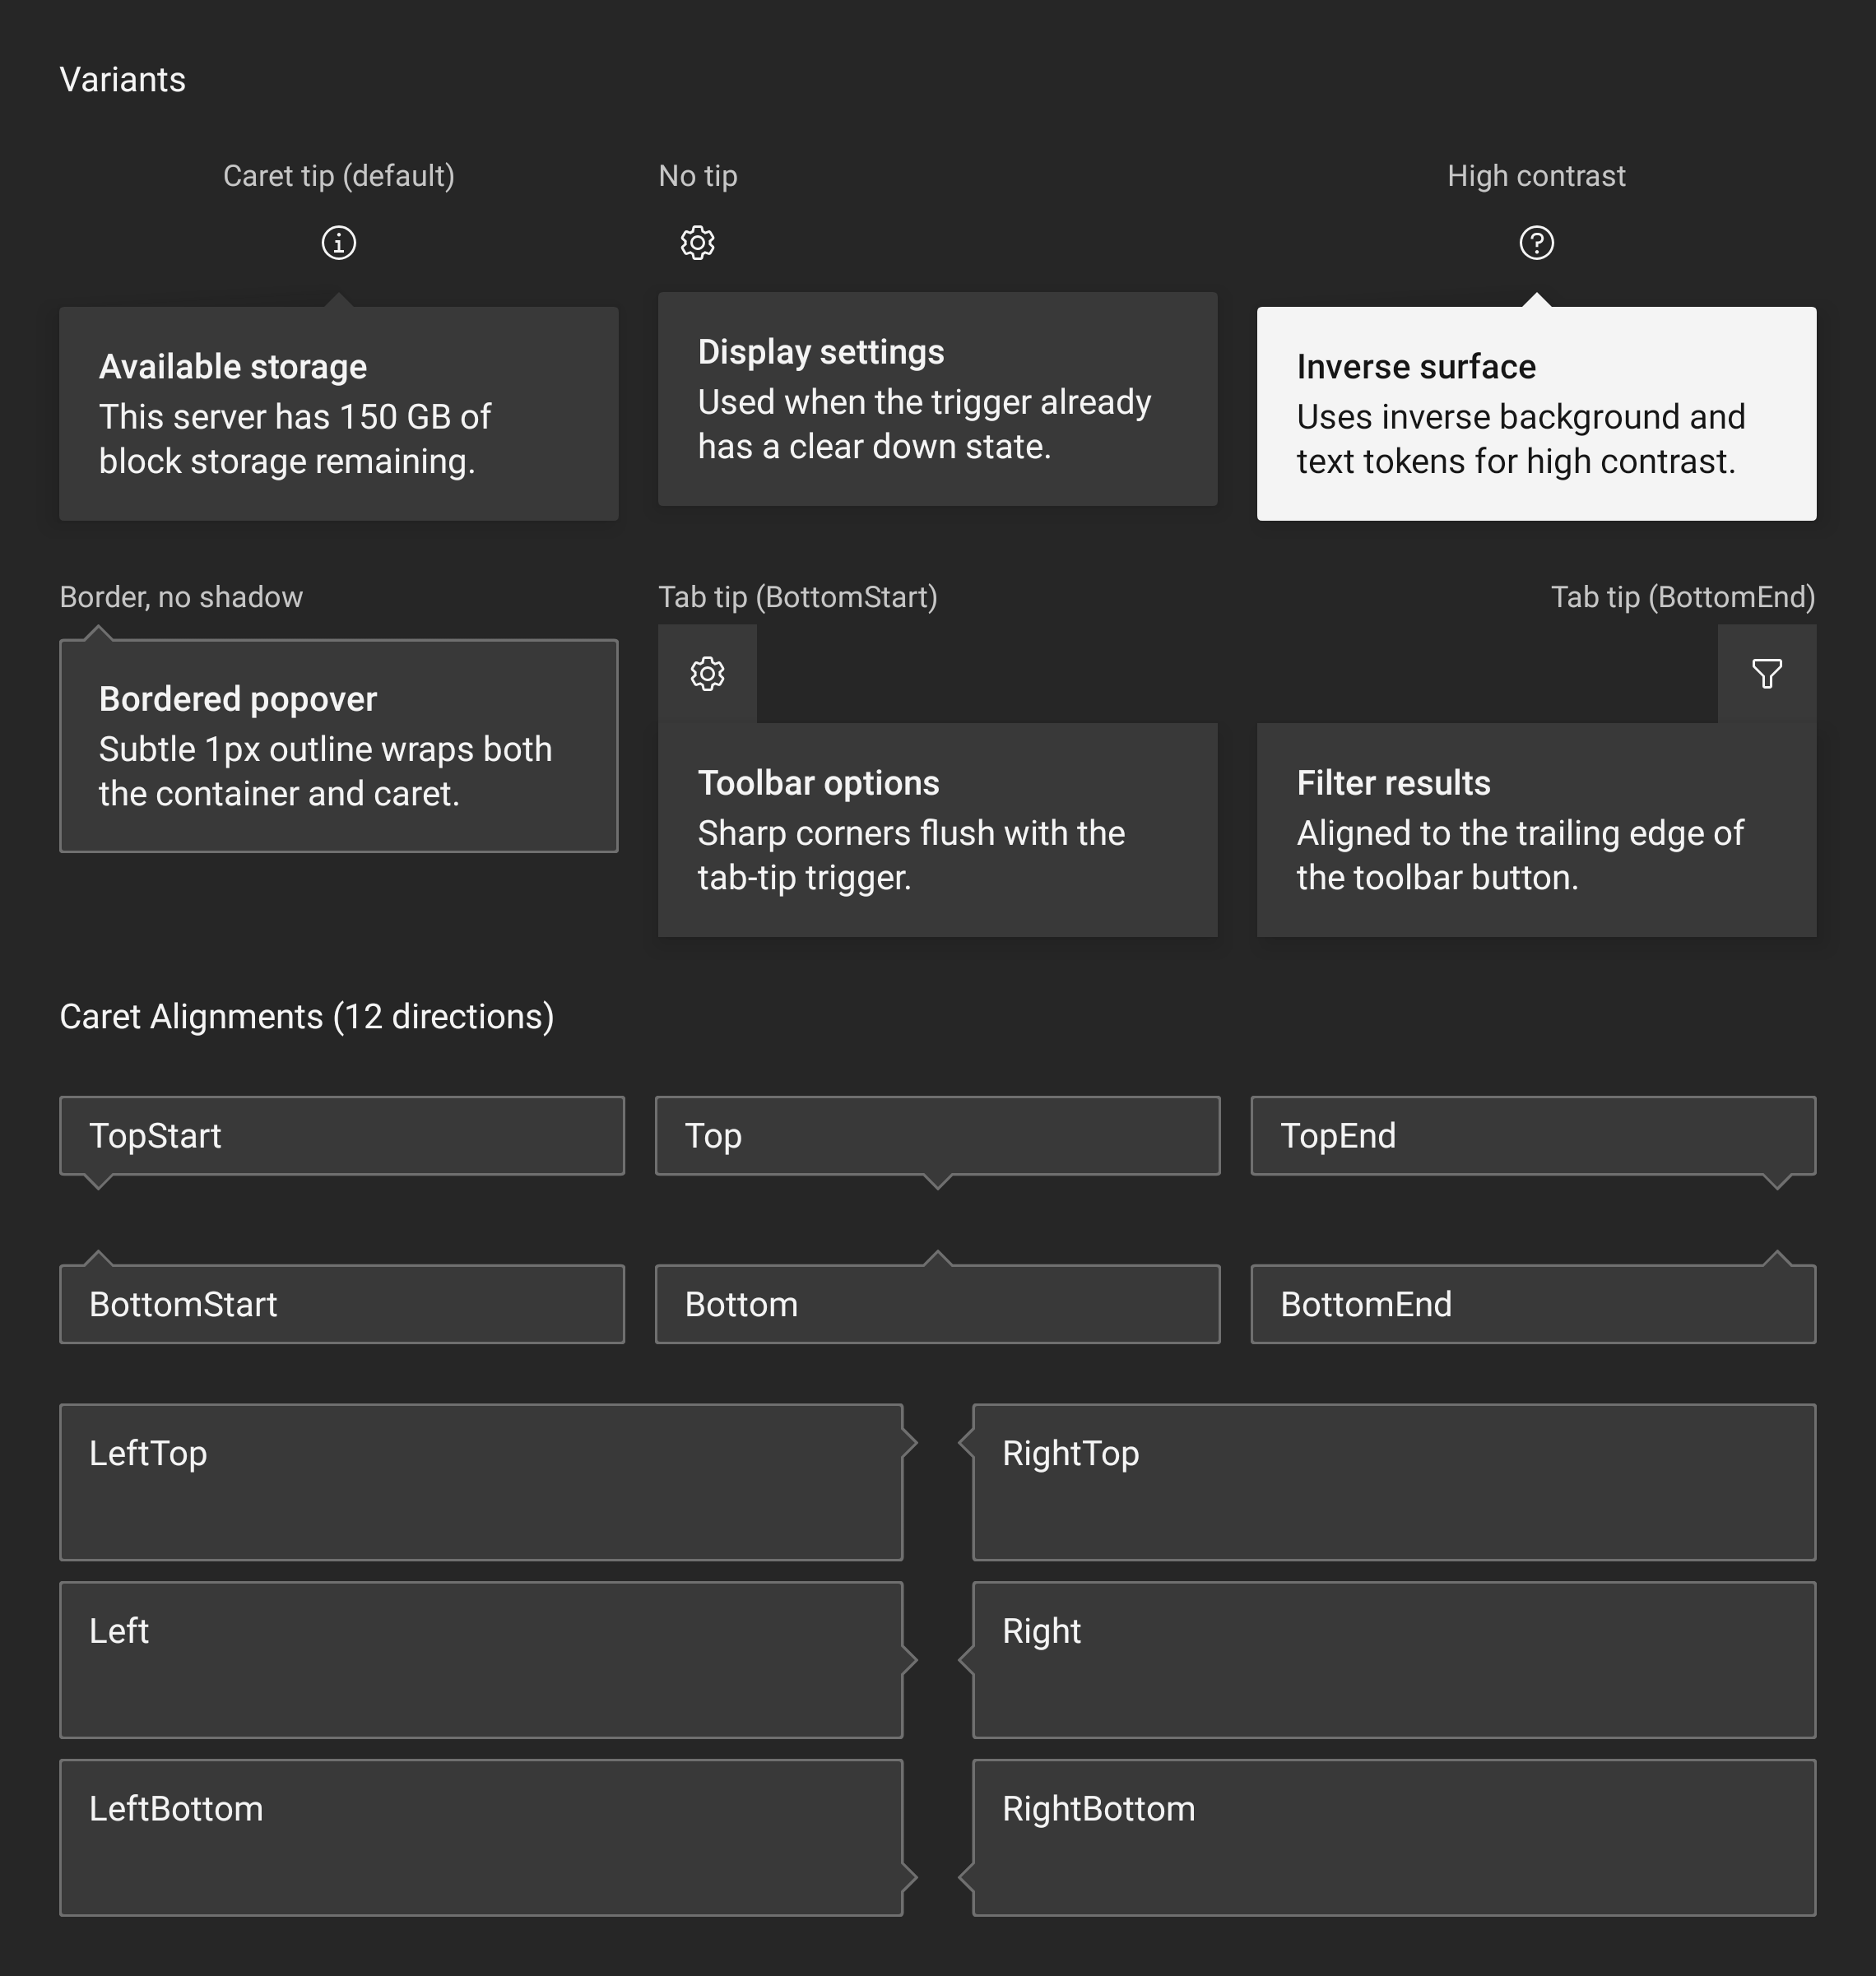 Variants
Caret tip (default)
No tip
High contrast
Available storage
This server has 150 GB of
block storage remaining.
Display settings
Used when the trigger already
has a clear down state.
Inverse surface
Uses inverse background and
text tokens for high contrast.
Border, no shadow
Tab tip (BottomStart)
Tab tip (BottomEnd)
Bordered popover
Subtle 1px outline wraps both
the container and caret.
Toolbar options
Sharp corners flush with the
tab-tip trigger.
Filter results
Aligned to the trailing edge of
the toolbar button.
Caret Alignments (12 directions)
TopStart
Top
TopEnd
BottomStart
Bottom
BottomEnd
LeftTop
RightTop
Left
Right
LeftBottom
RightBottom